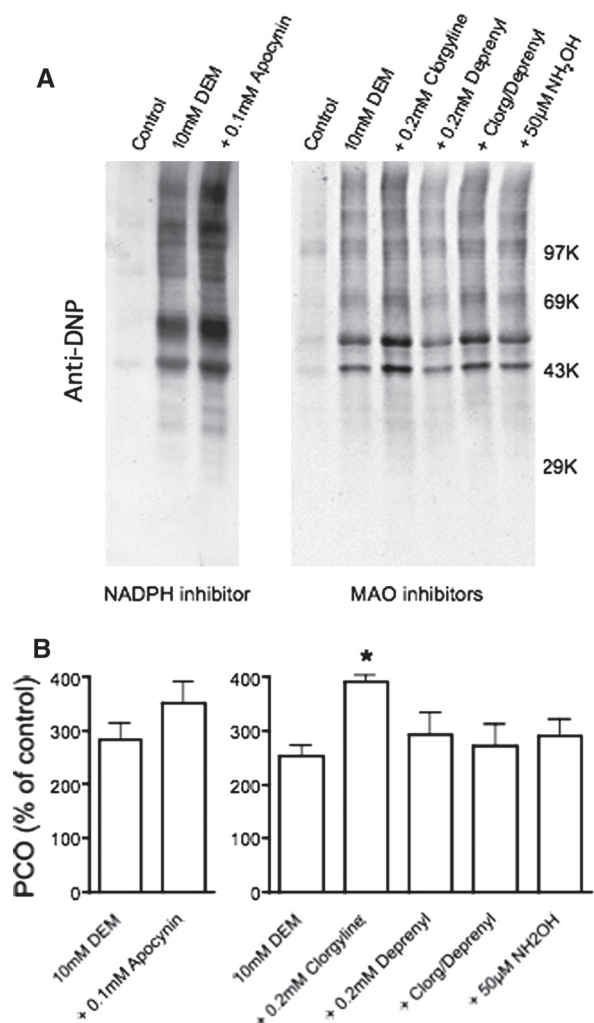 A
Control
10mM DEM
+ 0.1mM Apocynin
Control
10mM DEM
+ 0.2mM Clorgyline
+ 0.2mM Deprenyl
+ Clorg/Deprenyl
+ 50µM NH2OH
Anti-DNP
97K
69K
43K
29K
NADPH inhibitor
MAO inhibitors
B
PCO (% of control)
400
300
200
100
0
10mM DEM
+ 0.1mM Apocynin
400
300
200
100
0
*
10mM DEM
+ 0.2mM Clorgyline
+ 0.2mM Deprenyl
+ Clorg/Deprenyl
+ 50µM NH2OH